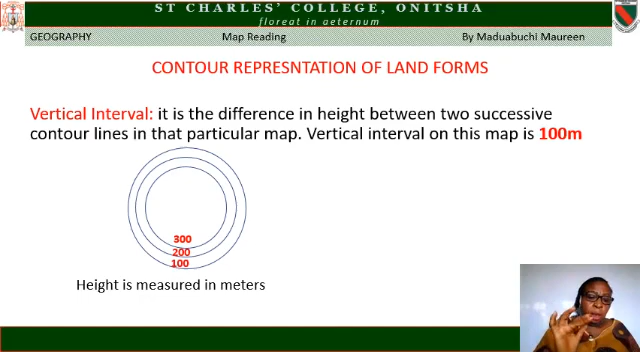 ST CHARLES' COLLEGE, ONITSHA
floreat in aeternum
GEOGRAPHY Map Reading By Maduabuchi Maureen
CONTOUR REPRESNTATION OF LAND FORMS
Vertical Interval: it is the difference in height between two successive
contour lines in that particular map. Vertical interval on this map is 100m
300
200
100
Height is measured in meters